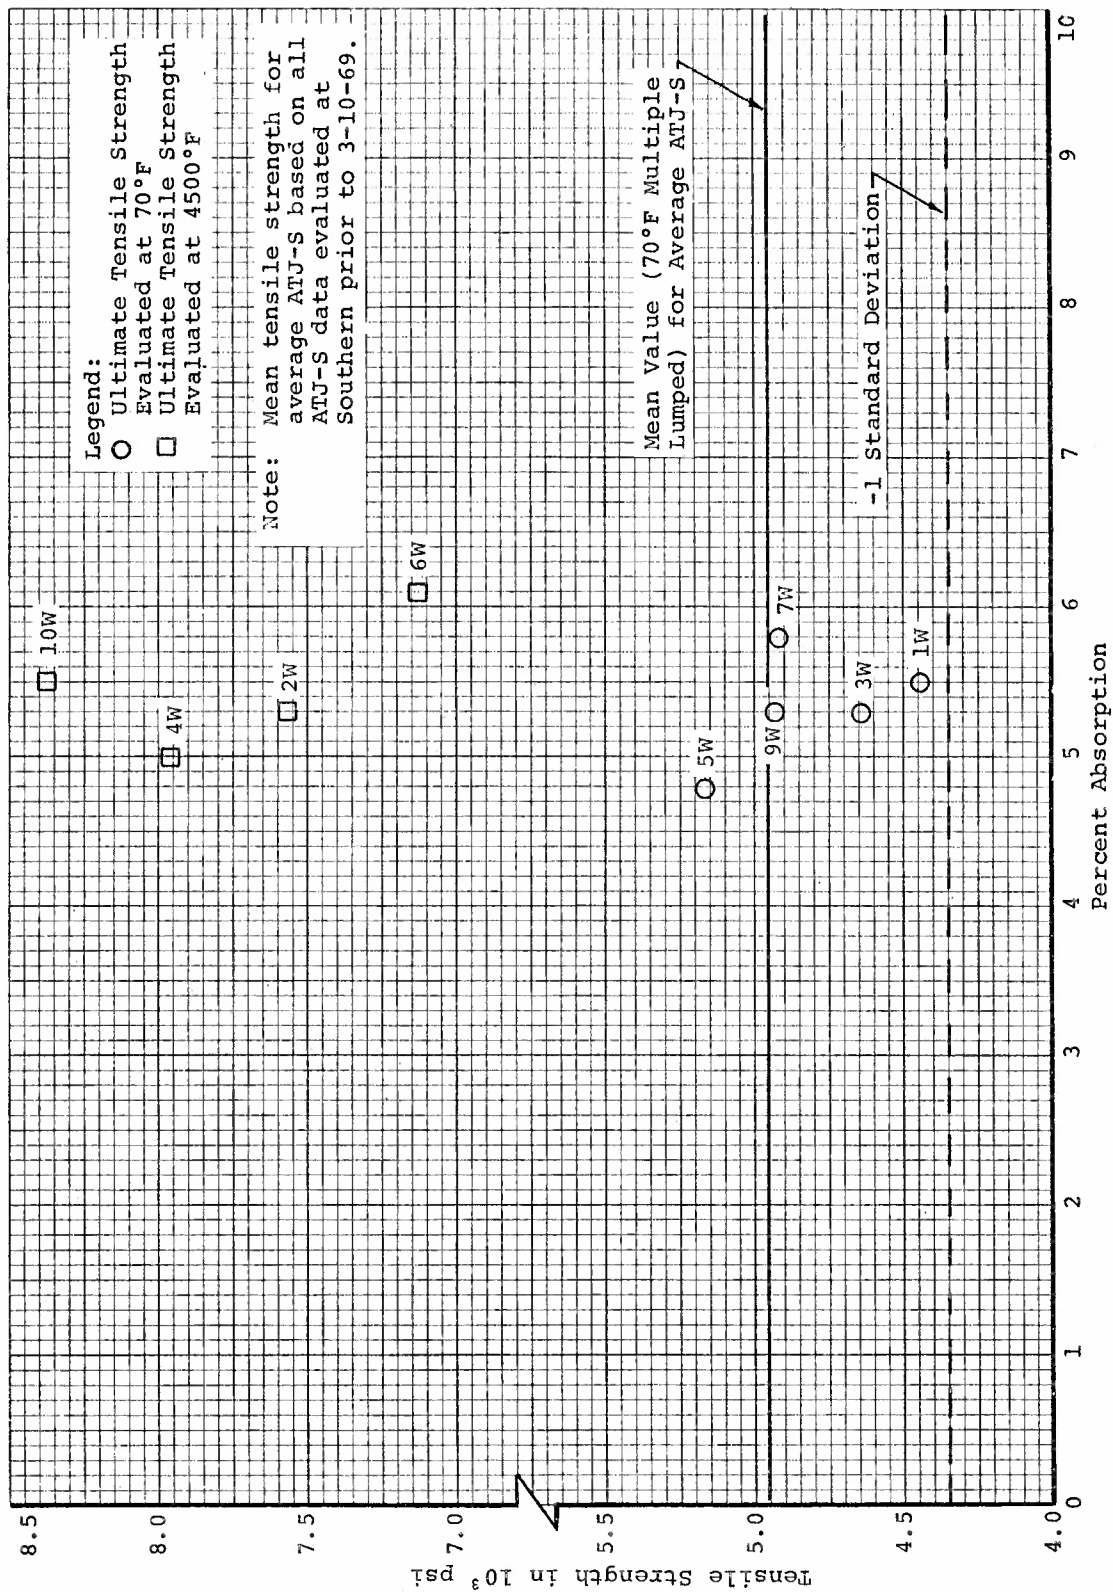 Legend:
Ultimate Tensile Strength
Evaluated at 70°F
Ultimate Tensile Strength
Evaluated at 4500°F
Note: Mean tensile strength for
average ATJ-S based on all
ATJ-S data evaluated at
Southern prior to 3-10-69.
Mean Value (70°F Multiple
Lumped) for Average ATJ-S
-1 Standard Deviation
10W
4W
2W
6W
5W
9W
7W
3W
1W
Tensile Strength in 10³ psi
8.5
8.0
7.5
7.0
5.5
5.0
4.5
4.0
0
1
2
3
4
5
6
7
8
9
10
Percent Absorption